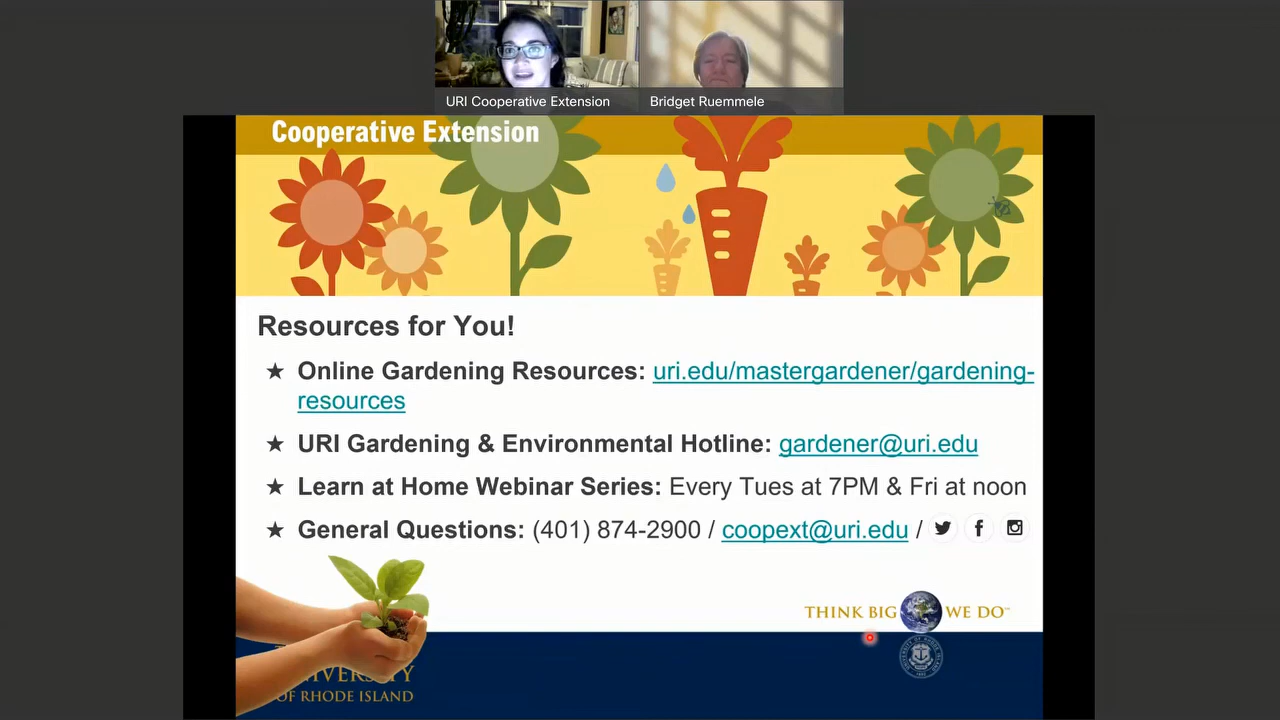 URI Cooperative Extension
Bridget Ruemmele
Cooperative Extension
Resources for You!
★ Online Gardening Resources: uri.edu/mastergardener/gardening-
resources
★ URI Gardening & Environmental Hotline: gardener@uri.edu
★ Learn at Home Webinar Series: Every Tues at 7PM & Fri at noon
★ General Questions: (401) 874-2900 / coopext@uri.edu /
THINK BIG WE DO™
UNIVERSITY
OF RHODE ISLAND